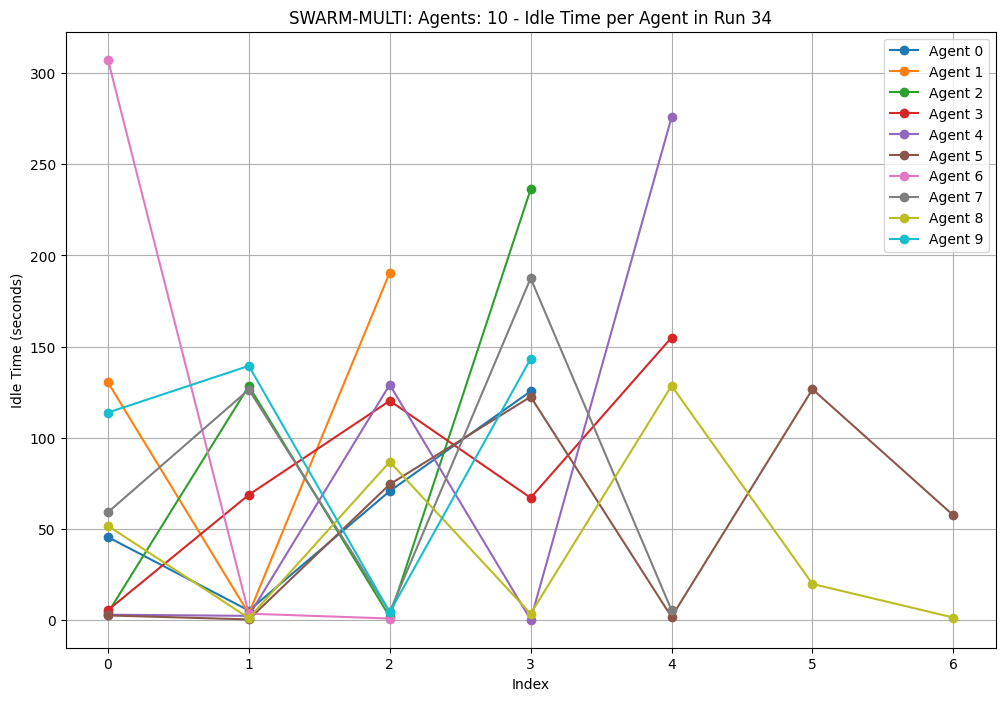 SWARM-MULTI: Agents: 10 - Idle Time per Agent in Run 34
Agent 0
Agent 1
Agent 2
Agent 3
Agent 4
Agent 5
Agent 6
Agent 7
Agent 8
Agent 9
Idle Time (seconds)
300
250
200
150
100
50
0
0 1 2 3 4 5 6
Index